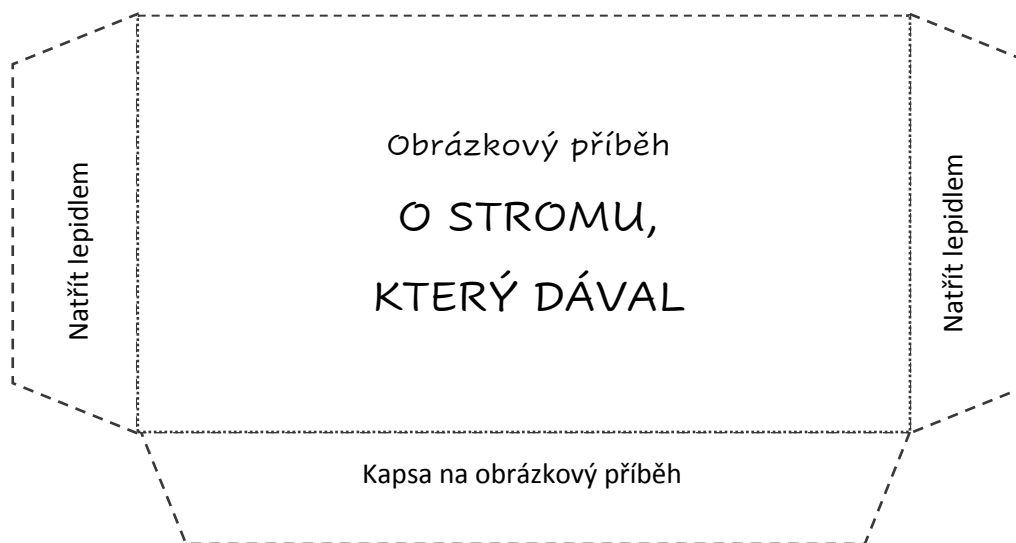 Obrázkový příběh
O STROMU,
KTERÝ DÁVAL
Natřít lepidlem
Natřít lepidlem
Kapsa na obrázkový příběh